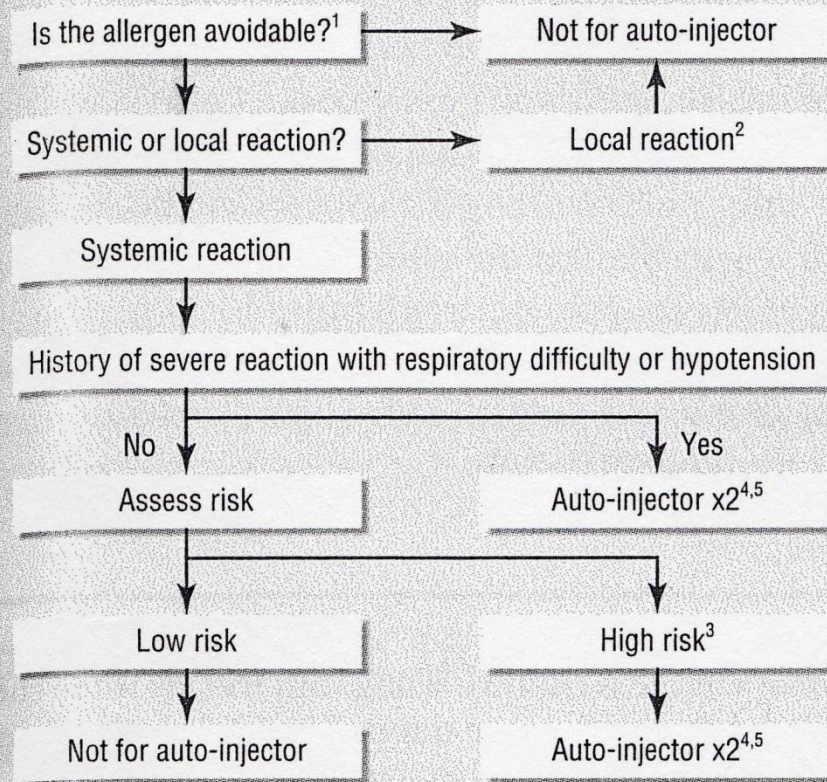 Is the allergen avoidable?¹
Not for auto-injector
Systemic or local reaction?
Local reaction²
Systemic reaction
History of severe reaction with respiratory difficulty or hypotension
No
Yes
Assess risk
Auto-injector x2⁴,⁵
Low risk
High risk³
Not for auto-injector
Auto-injector x2⁴,⁵